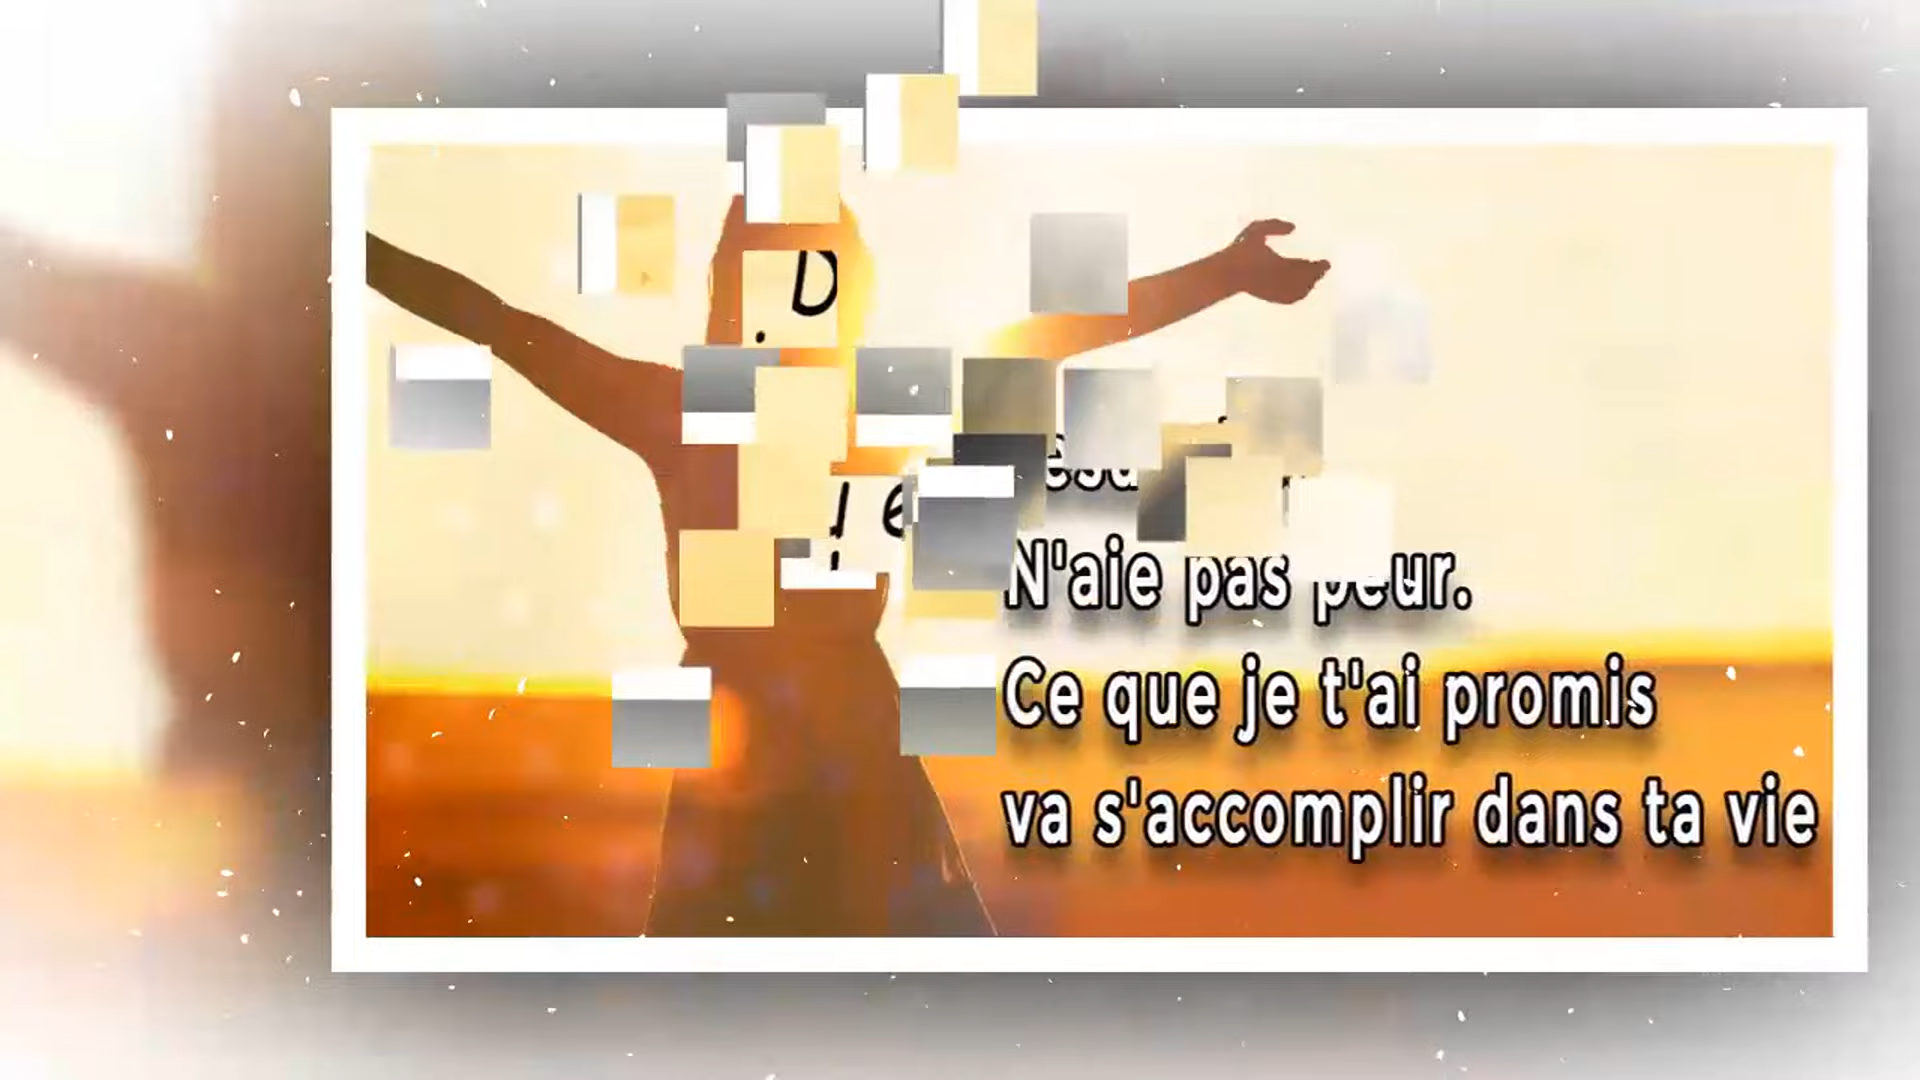 N'aie pas peur.
Ce que je t'ai promis
va s'accomplir dans ta vie